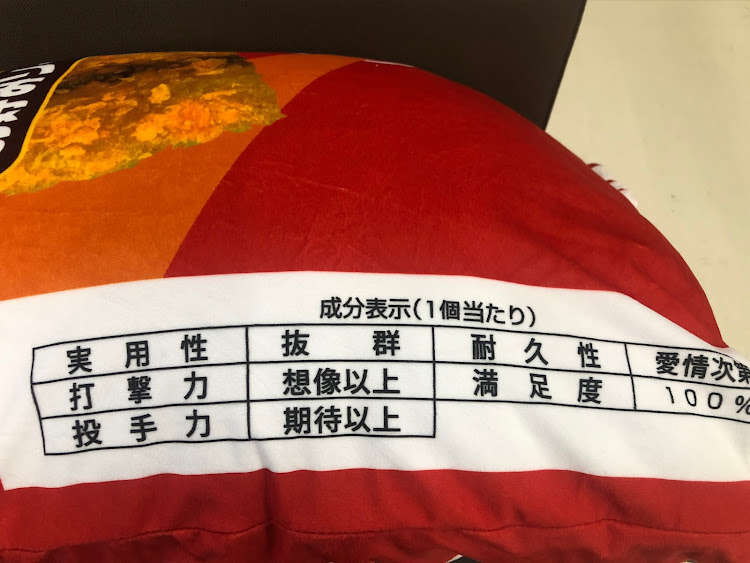 成分表示(1個当たり)
実用性 抜群 耐久性 愛情次第
打撃力 想像以上 満足度 100%
投手力 期待以上